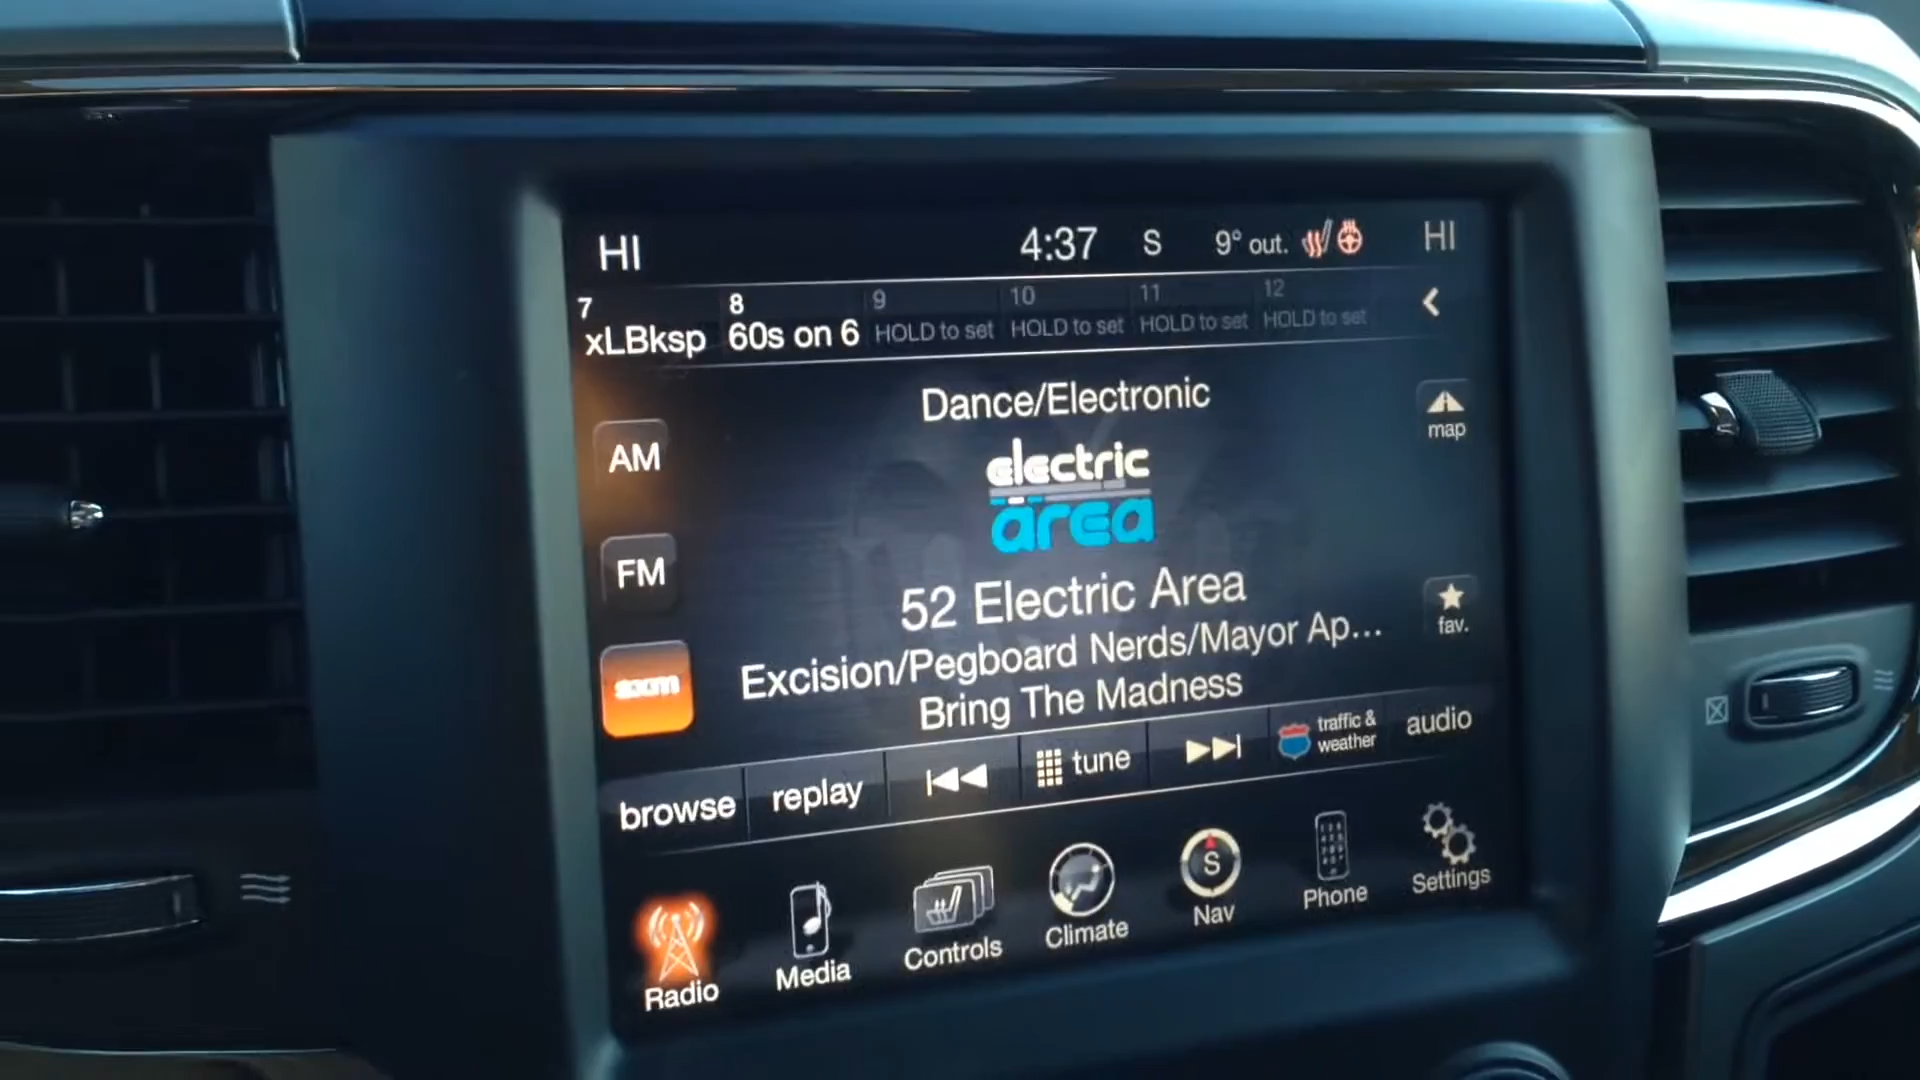 HI 4:37 S 9° out. HI
7 8 9 10 11 12
xLBksp 60s on 6 HOLD to set HOLD to set HOLD to set HOLD to set
Dance/Electronic
map
AM
electric
area
FM
52 Electric Area
fav.
Excision/Pegboard Nerds/Mayor Ap...
sxm
Bring The Madness
browse replay tune traffic & weather audio
Radio Media Controls Climate S Nav Phone Settings